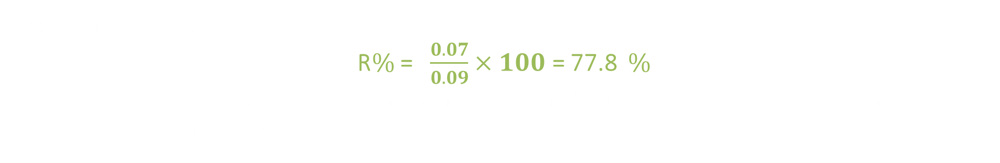 R% = 0.07/0.09 × 100 = 77.8 %